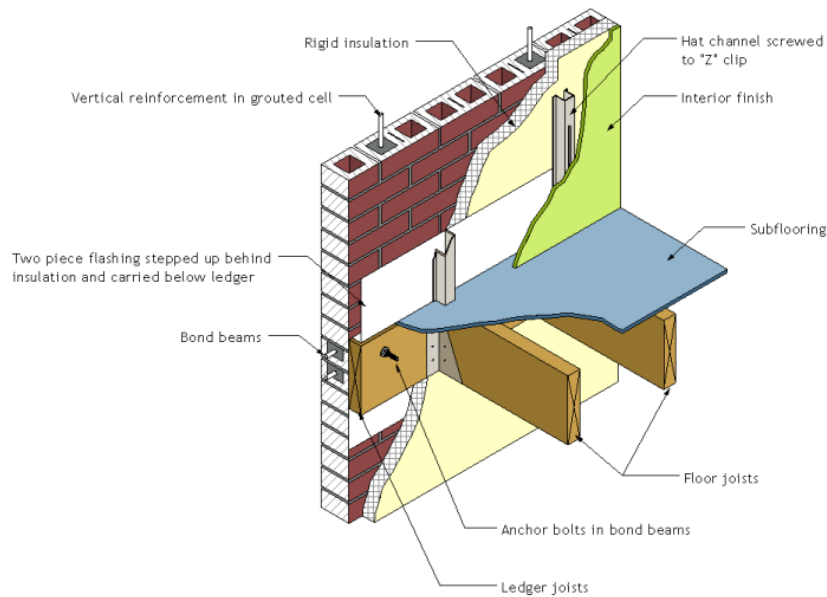 Rigid insulation
Hat channel screwed
to "Z" clip
Vertical reinforcement in grouted cell
Interior finish
Subflooring
Two piece flashing stepped up behind
insulation and carried below ledger
Bond beams
Floor joists
Anchor bolts in bond beams
Ledger joists